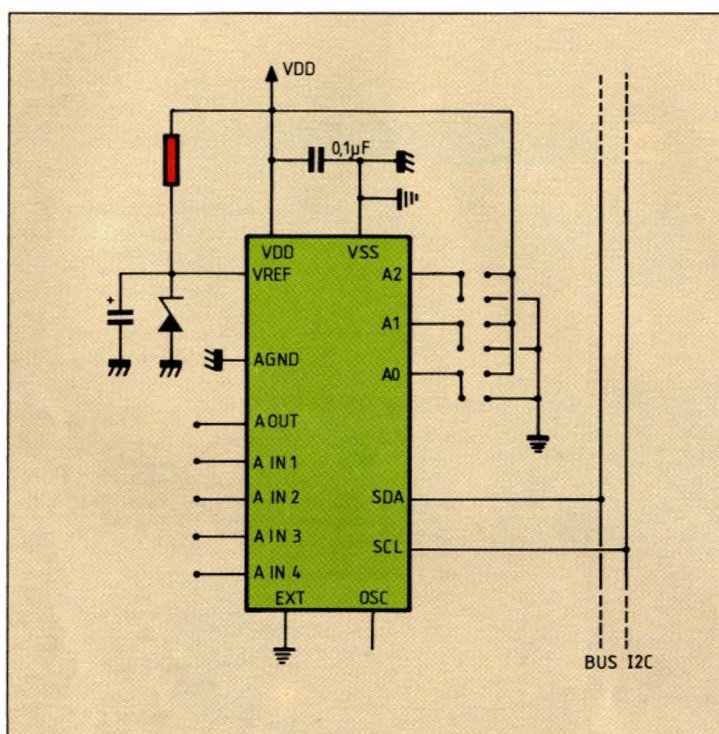 VDD
0,1µF
VDD
VSS
VREF
A2
A1
AGND
A0
A OUT
A IN 1
A IN 2
SDA
A IN 3
SCL
A IN 4
EXT
OSC
BUS I2C
+